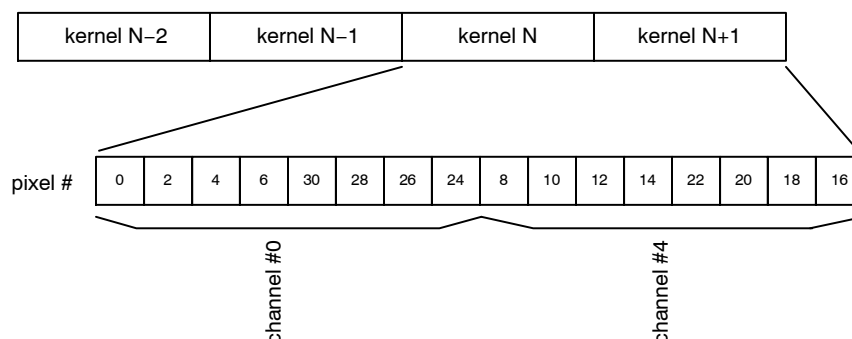 kernel N−2 kernel N−1 kernel N kernel N+1
pixel # 0 2 4 6 30 28 26 24 8 10 12 14 22 20 18 16
channel #0 channel #4